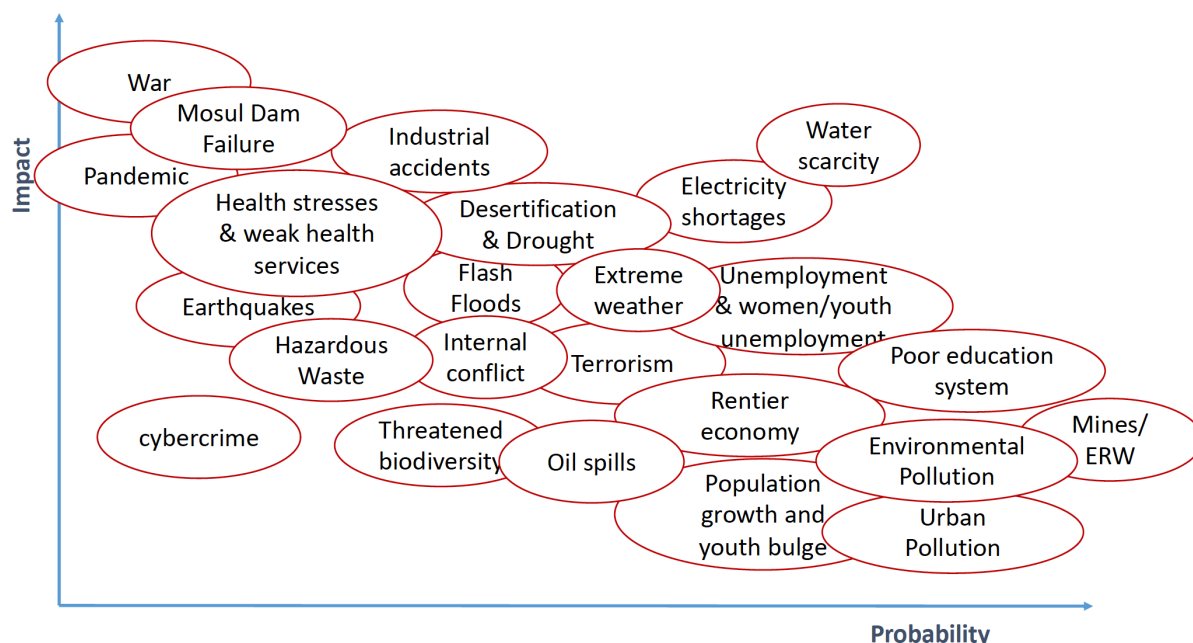 Impact
War
Mosul Dam
Failure
Pandemic
Industrial
accidents
Water
scarcity
Electricity
shortages
Health stresses
& weak health
services
Desertification
& Drought
Earthquakes
Flash
Floods
Extreme
weather
Unemployment
& women/youth
unemployment
Hazardous
Waste
Internal
conflict
Terrorism
Poor education
system
cybercrime
Threatened
biodiversity
Oil spills
Rentier
economy
Mines/
ERW
Environmental
Pollution
Population
growth and
youth bulge
Urban
Pollution
Probability